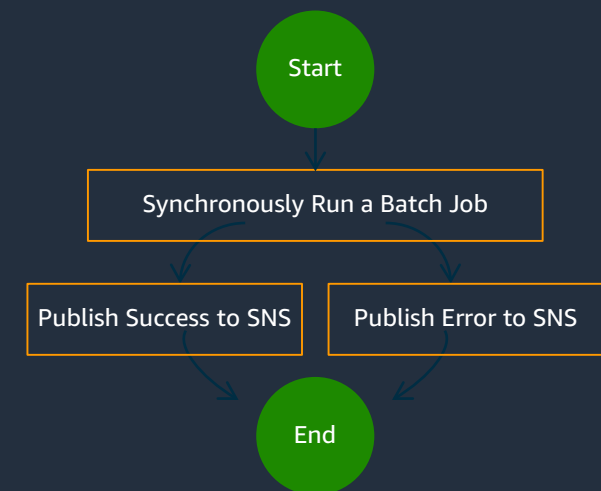 Start
Synchronously Run a Batch Job
Publish Success to SNS
Publish Error to SNS
End